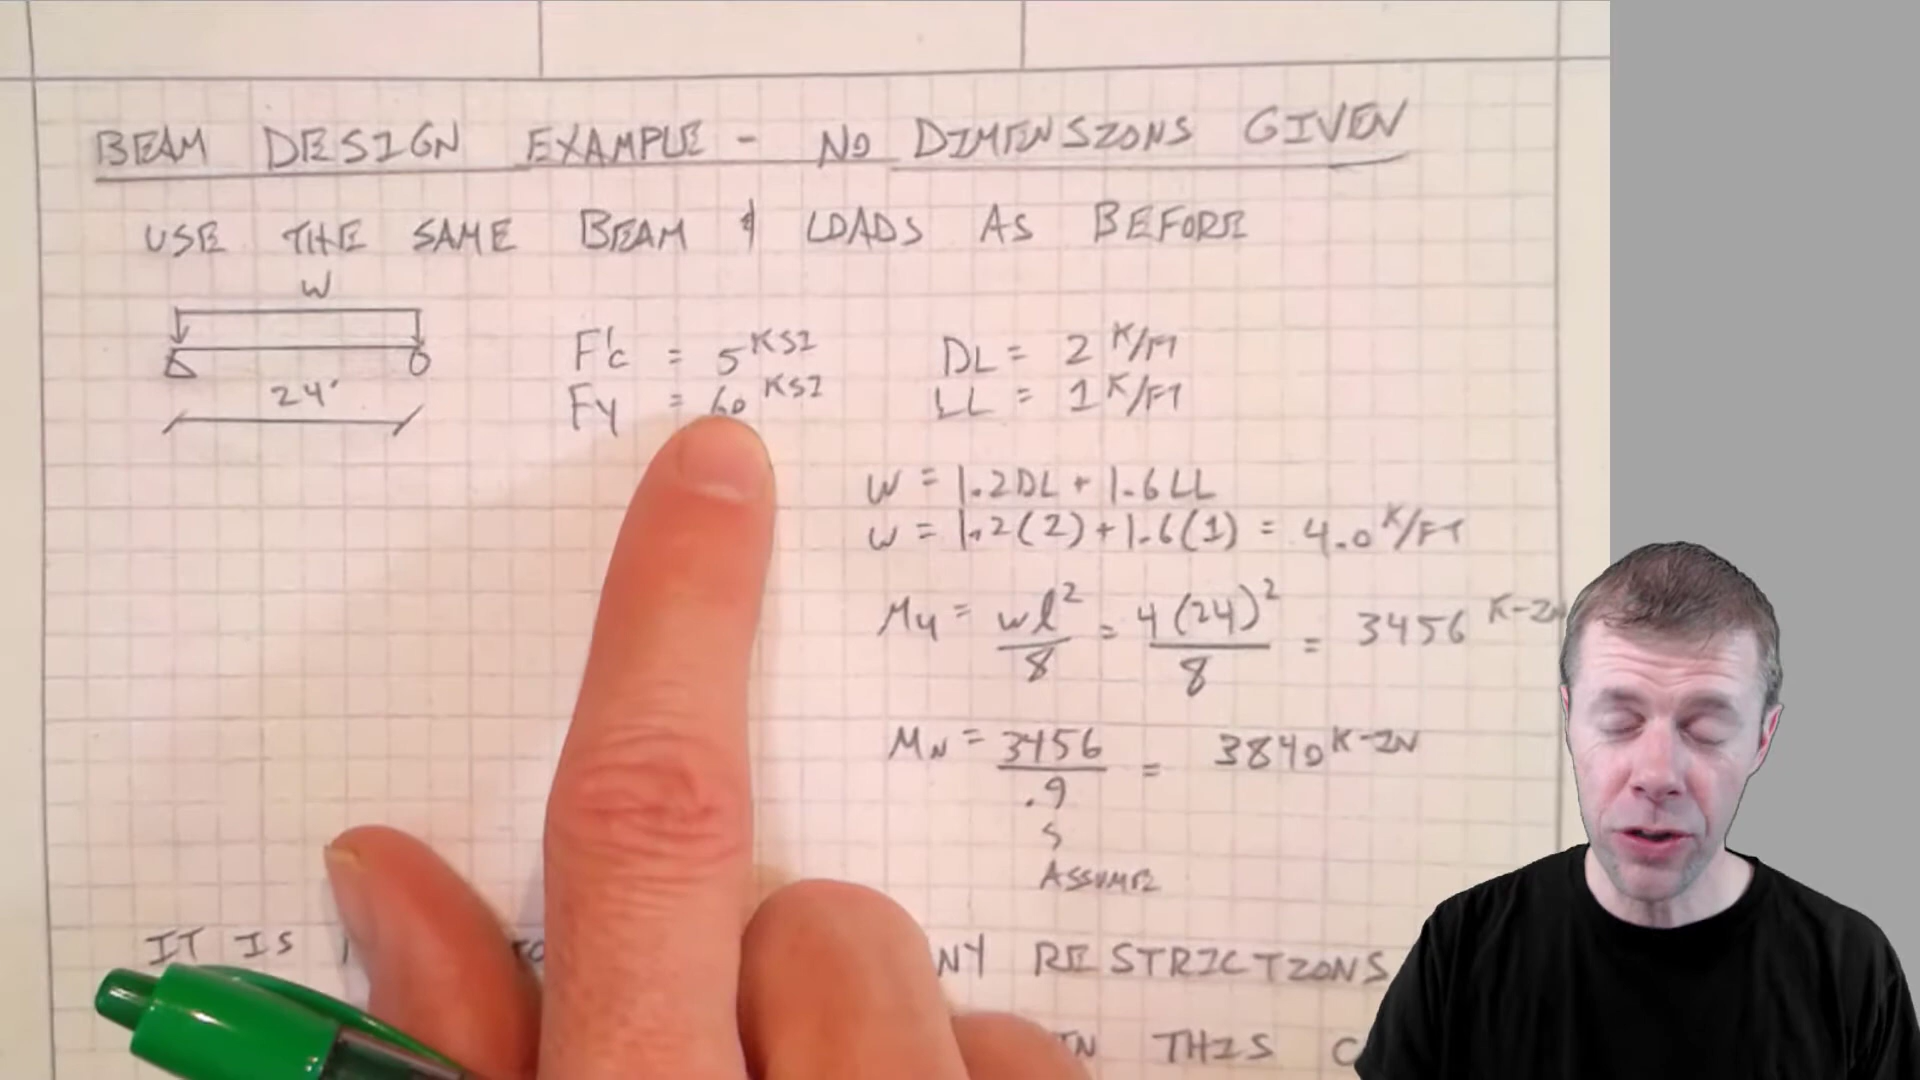 BEAM DESIGN EXAMPLE - NO DIMENSIONS GIVEN
USE THE SAME BEAM & LOADS AS BEFORE
W
24'
F'c = 5 KSI
Fy = 60 KSI
DL = 2 K/FT
LL = 1 K/FT
W = 1.2DL + 1.6LL
W = 1.2(2) + 1.6(1) = 4.0 K/FT
Mu = wl²/8 = 4(24)²/8 = 3456 K-IN
MN = 3456/.9 = 3840 K-IN
ASSUME
IT IS RESTRICTIONS
THIS